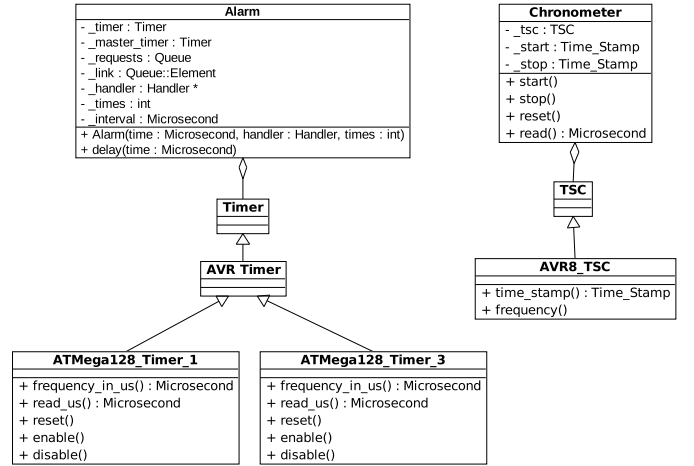 Alarm
- _timer : Timer
- _master_timer : Timer
- _requests : Queue
- _link : Queue::Element
- _handler : Handler *
- _times : int
- _interval : Microsecond
+ Alarm(time : Microsecond, handler : Handler, times : int)
+ delay(time : Microsecond)
Chronometer
- _tsc : TSC
- _start : Time_Stamp
- _stop : Time_Stamp
+ start()
+ stop()
+ reset()
+ read() : Microsecond
Timer
TSC
AVR Timer
AVR8_TSC
+ time_stamp() : Time_Stamp
+ frequency()
ATMega128_Timer_1
+ frequency_in_us() : Microsecond
+ read_us() : Microsecond
+ reset()
+ enable()
+ disable()
ATMega128_Timer_3
+ frequency_in_us() : Microsecond
+ read_us() : Microsecond
+ reset()
+ enable()
+ disable()